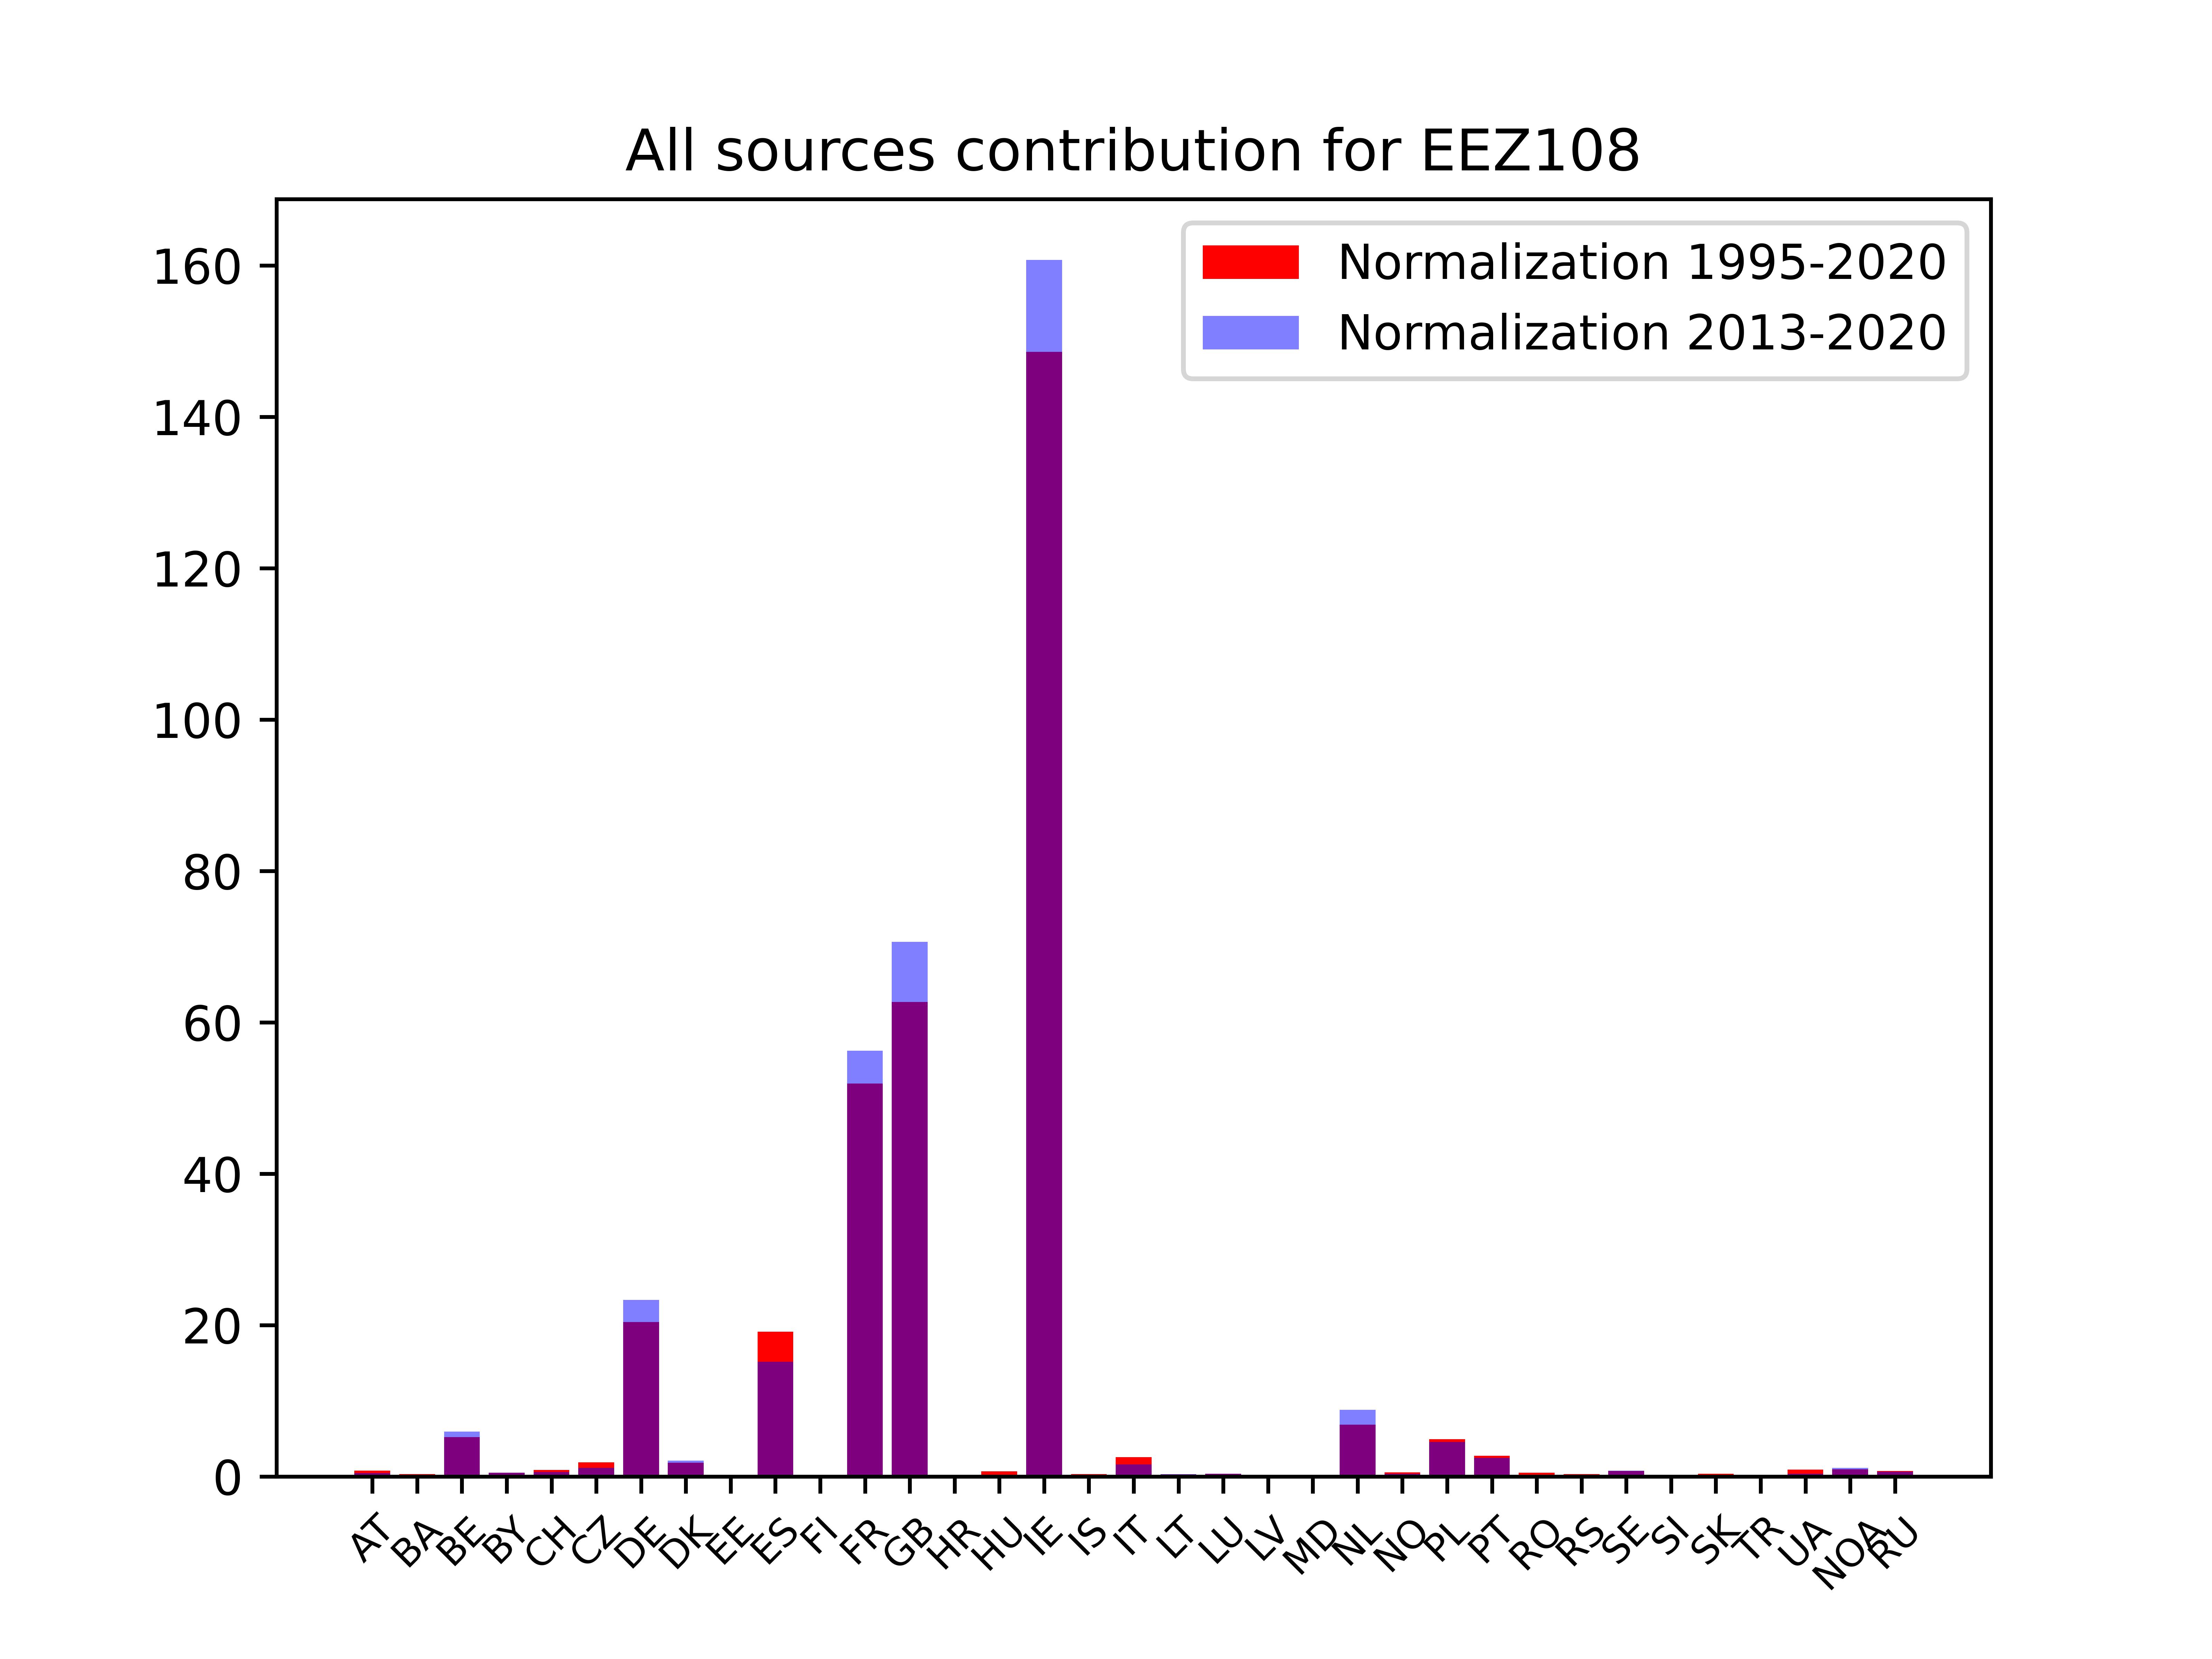 All sources contribution for EEZ108
Normalization 1995-2020
Normalization 2013-2020
160
140
120
100
80
60
40
20
0
AT BA BE BY CH CZ DE DK EE ES FI FR GB HR HU IE IS IT LT LU LV MD NL NO PL PT RO RS SE SI SK TR UA NOA RU